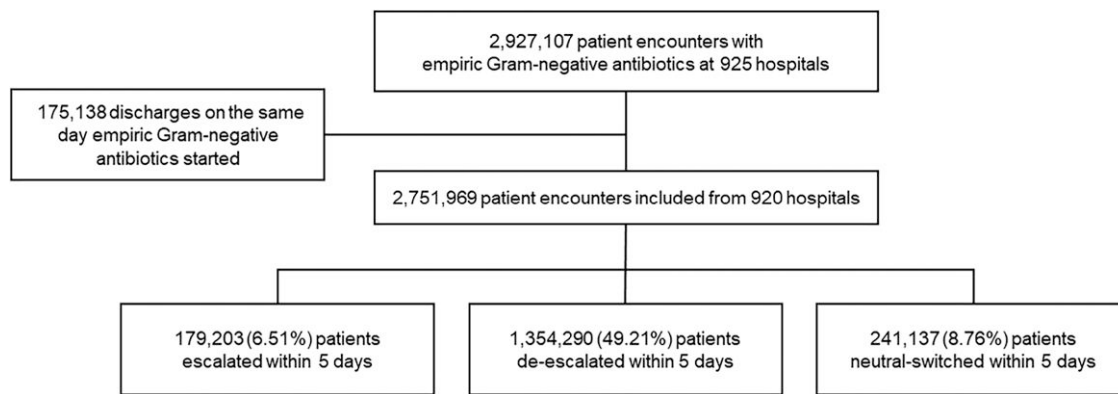 2,927,107 patient encounters with
empiric Gram-negative antibiotics at 925 hospitals
175,138 discharges on the same
day empiric Gram-negative
antibiotics started
2,751,969 patient encounters included from 920 hospitals
179,203 (6.51%) patients
escalated within 5 days
1,354,290 (49.21%) patients
de-escalated within 5 days
241,137 (8.76%) patients
neutral-switched within 5 days